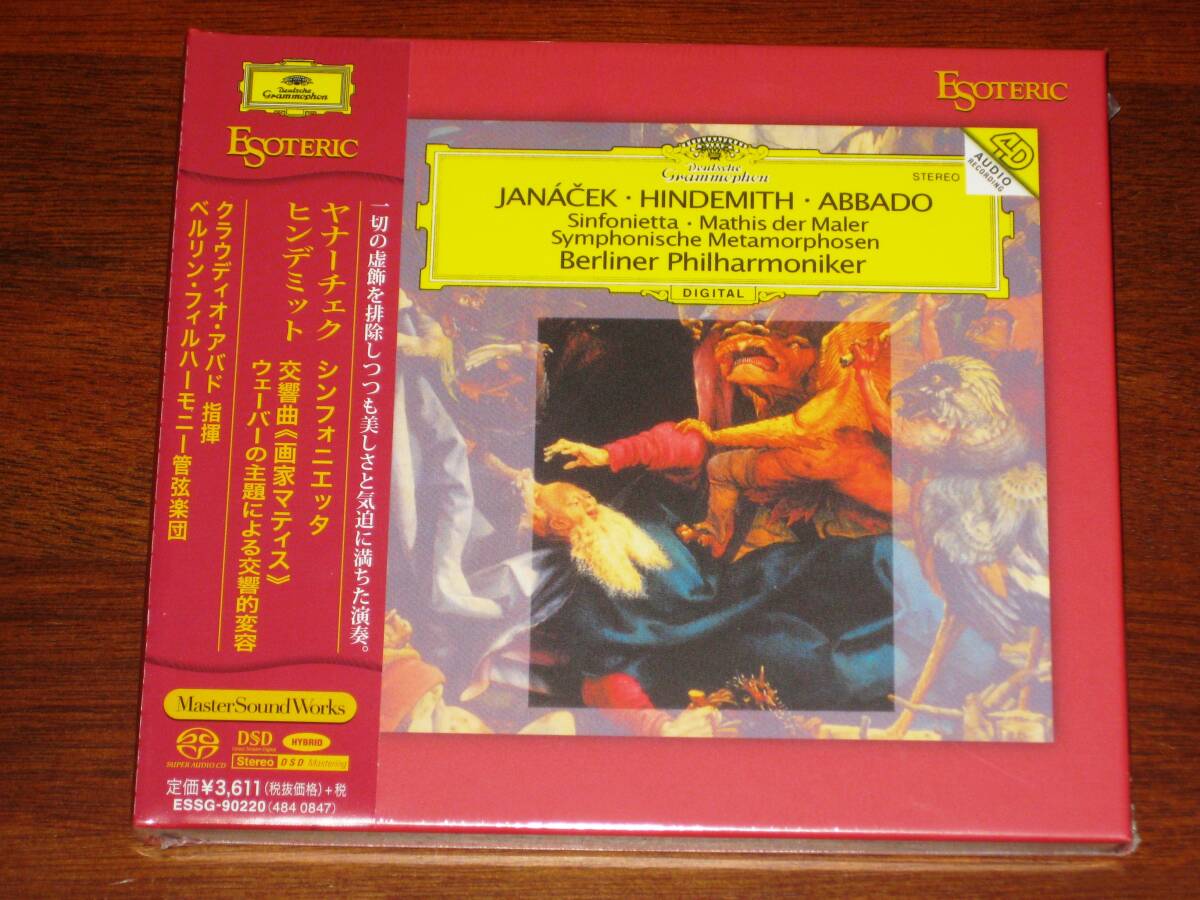 Deutsche
Grammophon
ESOTERIC
一切の虚飾を排除しつつも美しさと気迫に満ちた演奏。
ヤナーチェク シンフォニエッタ
ヒンデミット 交響曲《画家マティス》
ウェーバーの主題による交響的変容
クラウディオ・アバド 指揮
ベルリン・フィルハーモニー管弦楽団
MasterSoundWorks
SUPER AUDIO CD
DSD
Direct Stream Digital
HYBRID
Stereo DSD Mastering
定価¥3,611(税抜価格)+税
ESSG-90220(484 0847)
ESOTERIC
Deutsche
Grammophon
STEREO
4D
AUDIO
RECORDING
JANÁČEK · HINDEMITH · ABBADO
Sinfonietta · Mathis der Maler
Symphonische Metamorphosen
Berliner Philharmoniker
DIGITAL